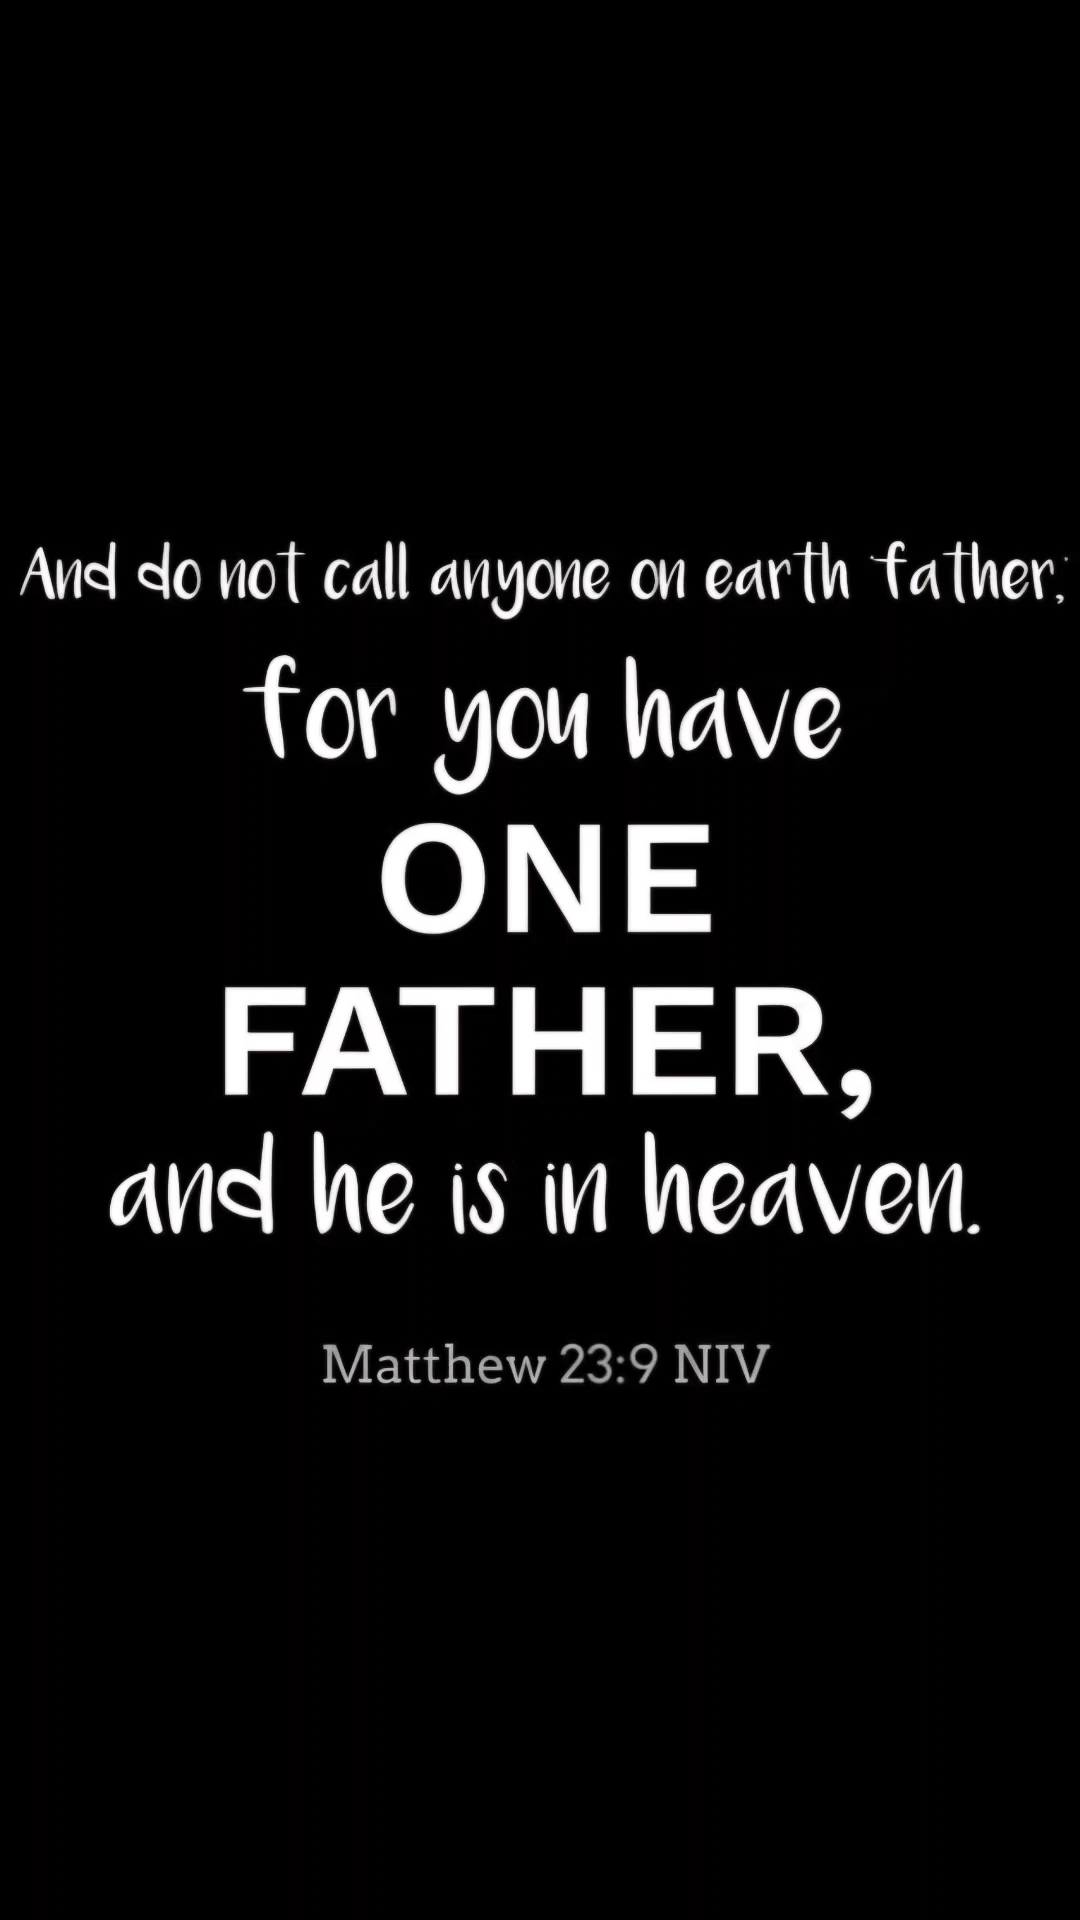 And do not call anyone on earth ‘father,’
for you have
ONE
FATHER,
and he is in heaven.
Matthew 23:9 NIV